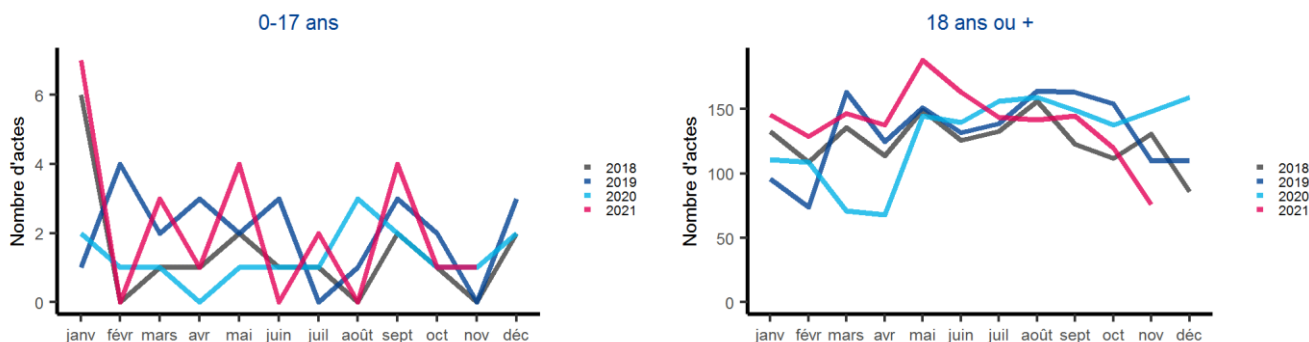 0-17 ans
Nombre d'actes
6
4
2
0
janv févr mars avr mai juin juil août sept oct nov déc
2018
2019
2020
2021
18 ans ou +
Nombre d'actes
150
100
50
0
janv févr mars avr mai juin juil août sept oct nov déc
2018
2019
2020
2021